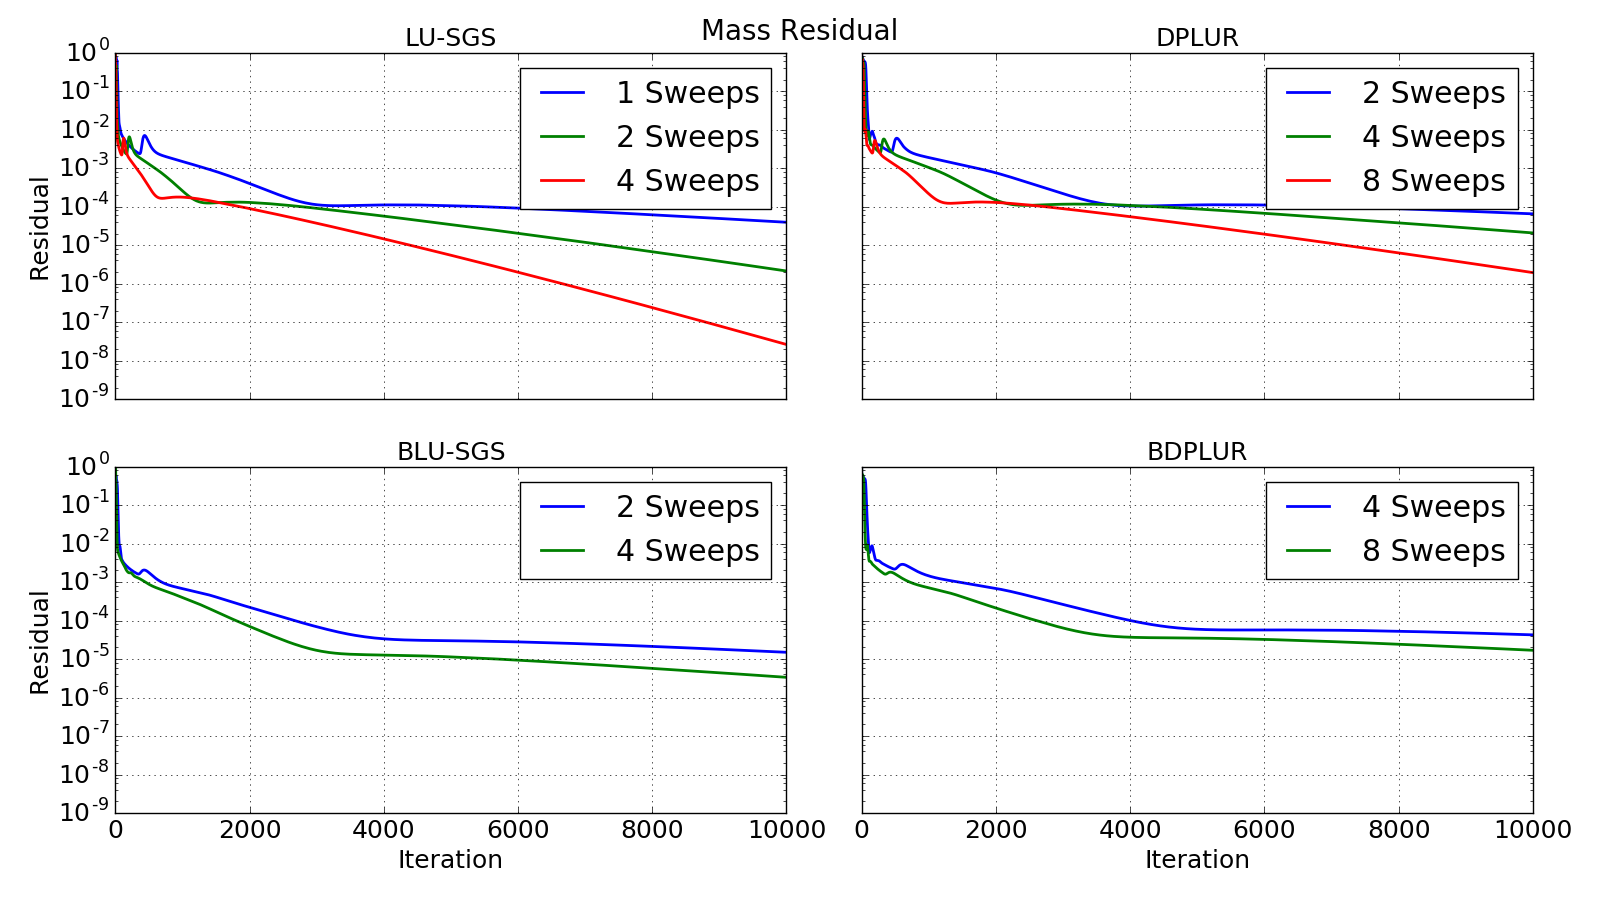 Mass Residual
LU-SGS
DPLUR
Residual
10^0
10^-1
10^-2
10^-3
10^-4
10^-5
10^-6
10^-7
10^-8
10^-9
1 Sweeps
2 Sweeps
4 Sweeps
2 Sweeps
4 Sweeps
8 Sweeps
BLU-SGS
BDPLUR
Residual
10^0
10^-1
10^-2
10^-3
10^-4
10^-5
10^-6
10^-7
10^-8
10^-9
2 Sweeps
4 Sweeps
4 Sweeps
8 Sweeps
0 2000 4000 6000 8000 10000
0 2000 4000 6000 8000 10000
Iteration
Iteration